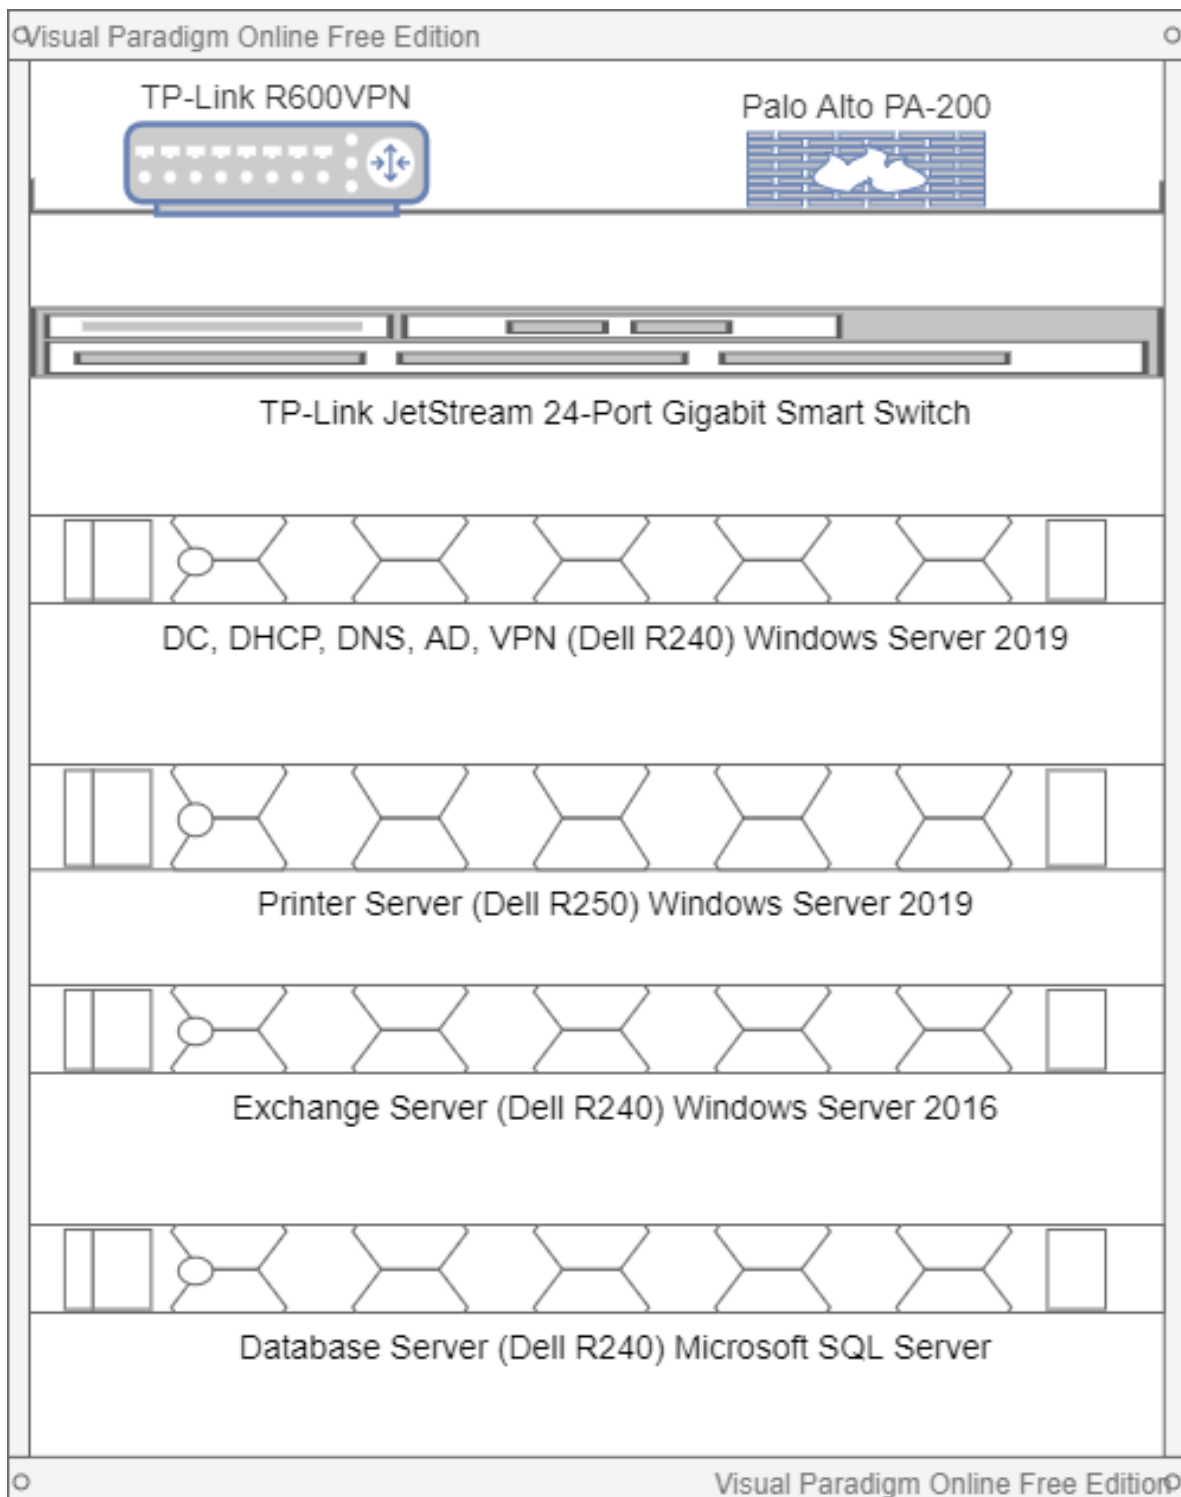 Visual Paradigm Online Free Edition
TP-Link R600VPN
Palo Alto PA-200
TP-Link JetStream 24-Port Gigabit Smart Switch
DC, DHCP, DNS, AD, VPN (Dell R240) Windows Server 2019
Printer Server (Dell R250) Windows Server 2019
Exchange Server (Dell R240) Windows Server 2016
Database Server (Dell R240) Microsoft SQL Server
Visual Paradigm Online Free Edition